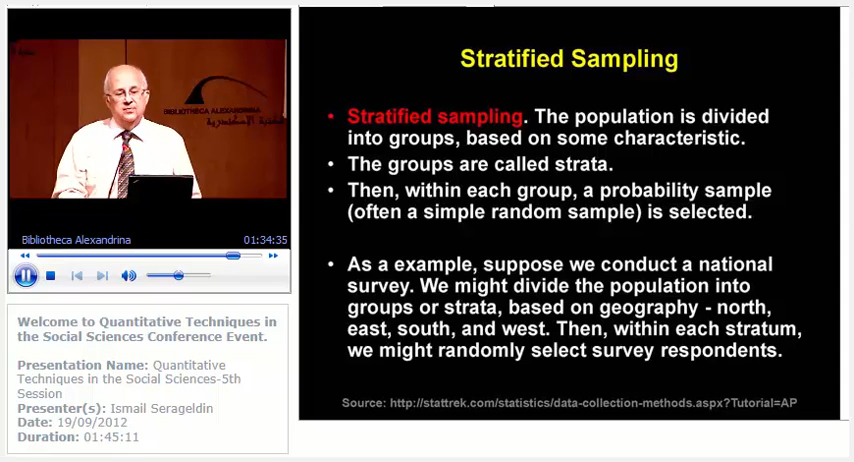 BIBLIOTHECA ALEXANDRINA
Bibliotheca Alexandrina 01:34:35
Welcome to Quantitative Techniques in
the Social Sciences Conference Event.
Presentation Name: Quantitative
Techniques in the Social Sciences-5th
Session
Presenter(s): Ismail Serageldin
Date: 19/09/2012
Duration: 01:45:11
Stratified Sampling
• Stratified sampling. The population is divided
into groups, based on some characteristic.
• The groups are called strata.
• Then, within each group, a probability sample
(often a simple random sample) is selected.
• As a example, suppose we conduct a national
survey. We might divide the population into
groups or strata, based on geography - north,
east, south, and west. Then, within each stratum,
we might randomly select survey respondents.
Source: http://stattrek.com/statistics/data-collection-methods.aspx?Tutorial=AP